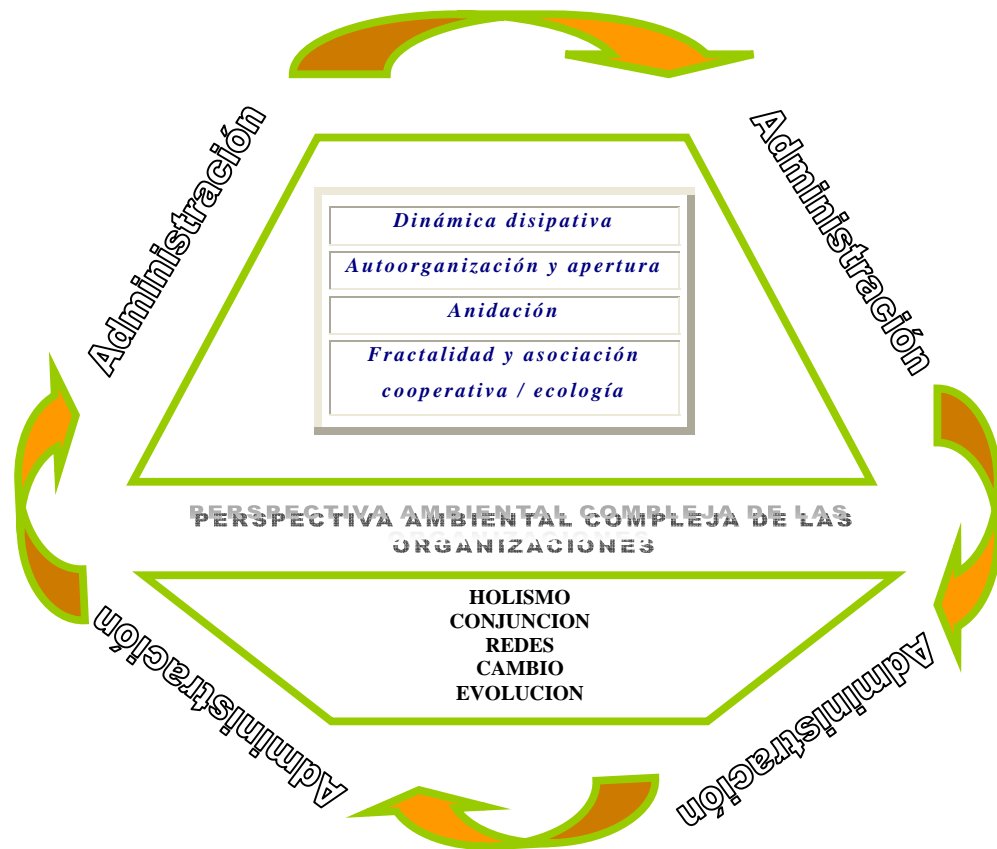 Administración
Administración
Dinámica disipativa
Autoorganización y apertura
Anidación
Fractalidad y asociación
cooperativa / ecología
PERSPECTIVA AMBIENTAL COMPLEJA DE LAS
ORGANIZACIONES
HOLISMO
CONJUNCION
REDES
CAMBIO
EVOLUCION
Administración
Administración